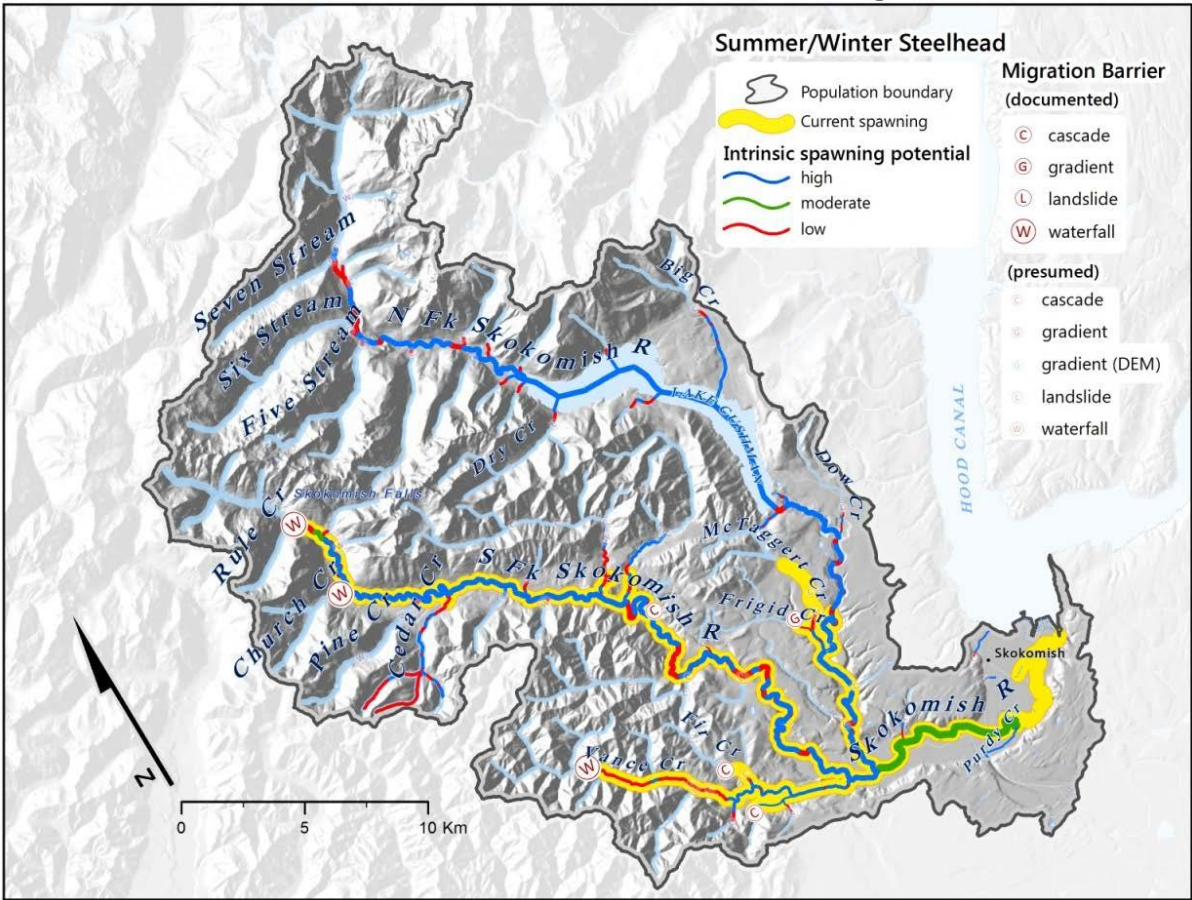 Summer/Winter Steelhead
Population boundary
Current spawning
Intrinsic spawning potential
high
moderate
low
Migration Barrier
(documented)
C cascade
G gradient
L landslide
W waterfall
(presumed)
C cascade
G gradient
gradient (DEM)
L landslide
W waterfall
Seven Stream
Six Stream
Five Stream
N Fk Skokomish R
Big Cr
LAKE CUSHMAN
Dry Cr
Dow Cr
HOOD CANAL
Skokomish Falls
Rule Cr
W
McTaggert Cr
Church Cr
W
Pine Cr
Cedar Cr
S Fk Skokomish R
C
Frigid Cr
G
Skokomish
Skokomish R
Purdy Cr
Fir Cr
C
Vance Cr
W
C
N
0 5 10 Km